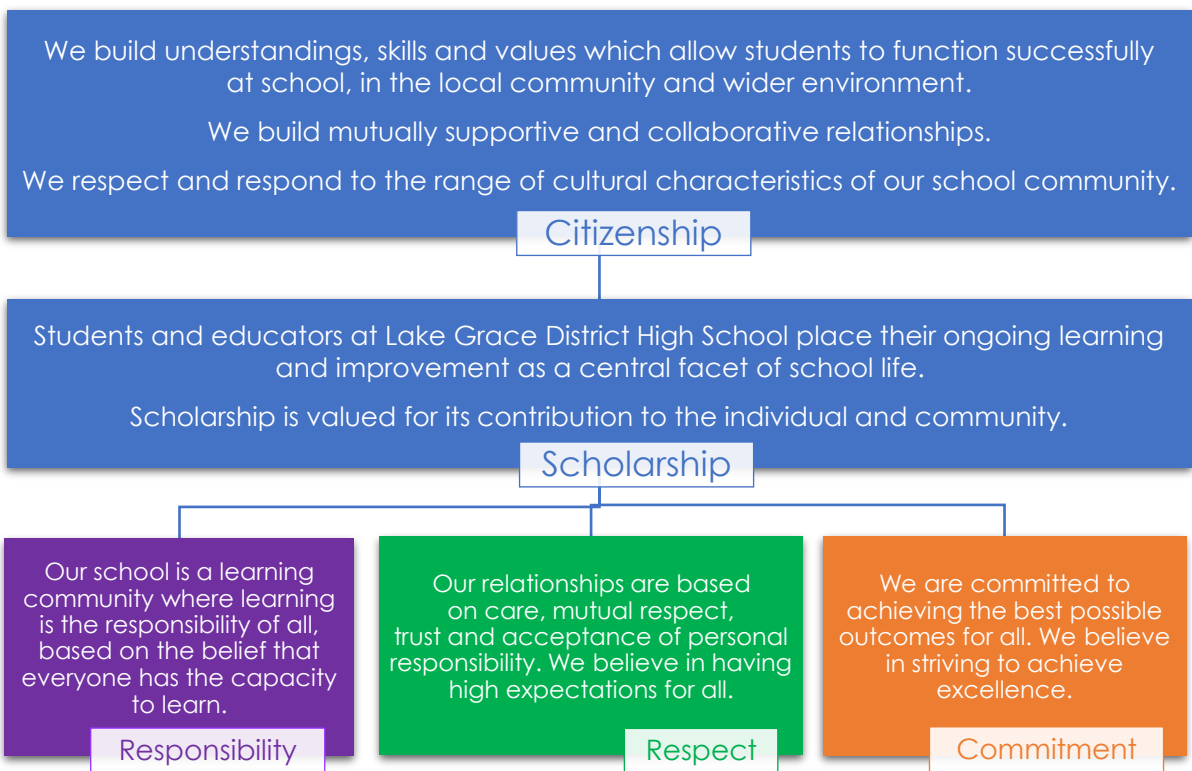 We build understandings, skills and values which allow students to function successfully
at school, in the local community and wider environment.
We build mutually supportive and collaborative relationships.
We respect and respond to the range of cultural characteristics of our school community.
Citizenship
Students and educators at Lake Grace District High School place their ongoing learning
and improvement as a central facet of school life.
Scholarship is valued for its contribution to the individual and community.
Scholarship
Our school is a learning
community where learning
is the responsibility of all,
based on the belief that
everyone has the capacity
to learn.
Responsibility
Our relationships are based
on care, mutual respect,
trust and acceptance of personal
responsibility. We believe in having
high expectations for all.
Respect
We are committed to
achieving the best possible
outcomes for all. We believe
in striving to achieve
excellence.
Commitment